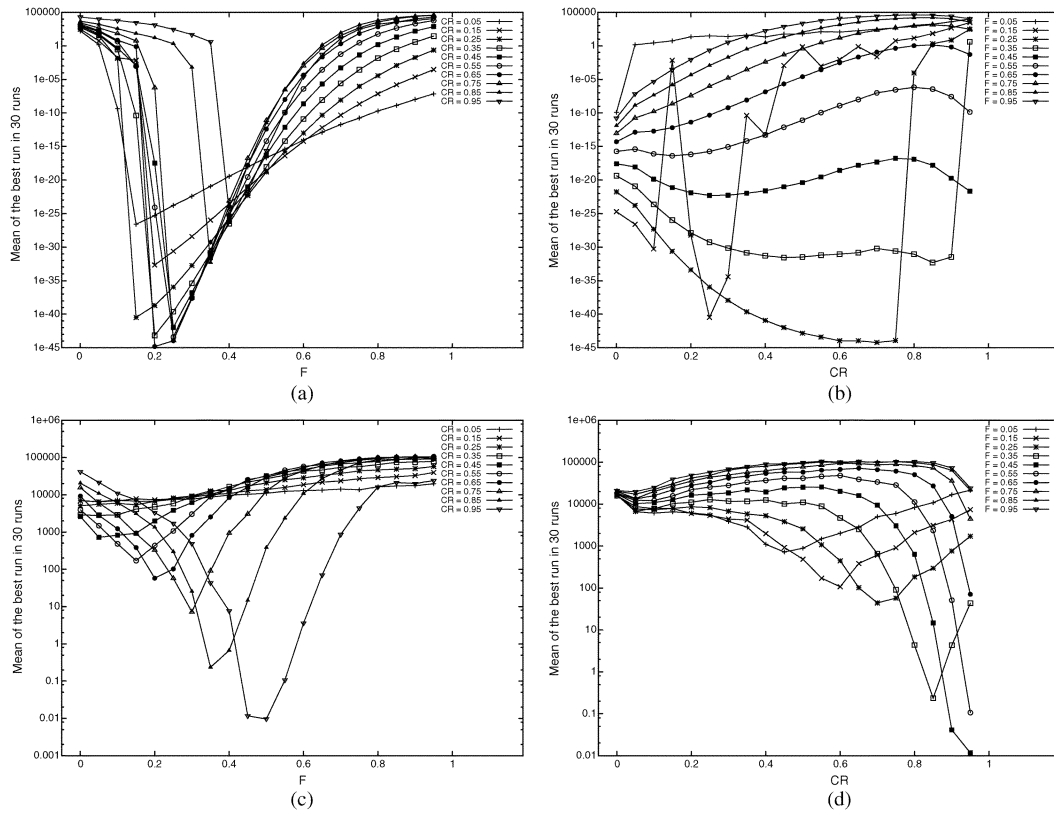 100000
1
1e-05
1e-10
1e-15
1e-20
1e-25
1e-30
1e-35
1e-40
1e-45
Mean of the best run in 30 runs
0
0.2
0.4
0.6
0.8
1
F
CR = 0.05
CR = 0.15
CR = 0.25
CR = 0.35
CR = 0.45
CR = 0.55
CR = 0.65
CR = 0.75
CR = 0.85
CR = 0.95
(a)
100000
1
1e-05
1e-10
1e-15
1e-20
1e-25
1e-30
1e-35
1e-40
1e-45
Mean of the best run in 30 runs
0
0.2
0.4
0.6
0.8
1
CR
F = 0.05
F = 0.15
F = 0.25
F = 0.35
F = 0.45
F = 0.55
F = 0.65
F = 0.75
F = 0.85
F = 0.95
(b)
1e+06
100000
10000
1000
100
10
1
0.1
0.01
0.001
Mean of the best run in 30 runs
0
0.2
0.4
0.6
0.8
1
F
CR = 0.05
CR = 0.15
CR = 0.25
CR = 0.35
CR = 0.45
CR = 0.55
CR = 0.65
CR = 0.75
CR = 0.85
CR = 0.95
(c)
1e+06
100000
10000
1000
100
10
1
0.1
0.01
Mean of the best run in 30 runs
0
0.2
0.4
0.6
0.8
1
CR
F = 0.05
F = 0.15
F = 0.25
F = 0.35
F = 0.45
F = 0.55
F = 0.65
F = 0.75
F = 0.85
F = 0.95
(d)